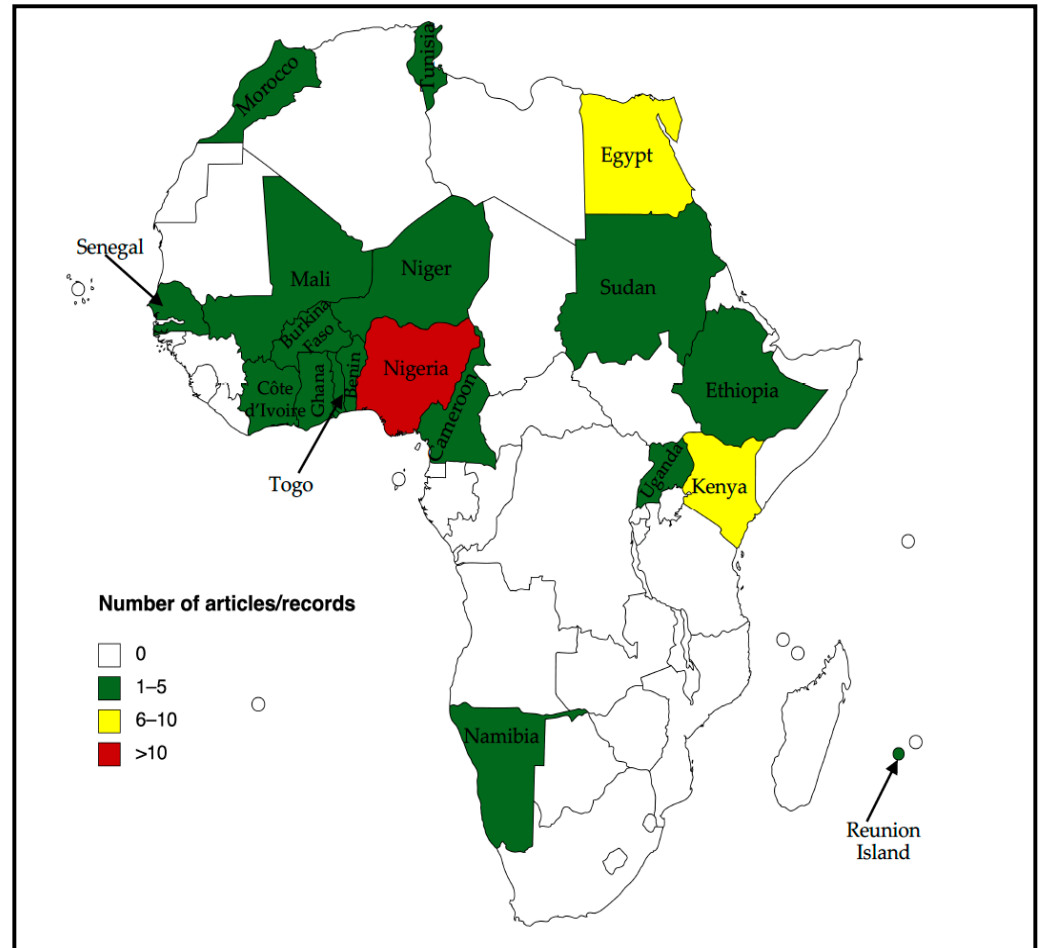 Morocco
Tunisia
Egypt
Senegal
Mali
Niger
Sudan
Burkina
Faso
Nigeria
Benin
Ghana
Côte
d'Ivoire
Cameroon
Ethiopia
Togo
Uganda
Kenya
Number of articles/records
0
1–5
6–10
>10
Namibia
Reunion
Island